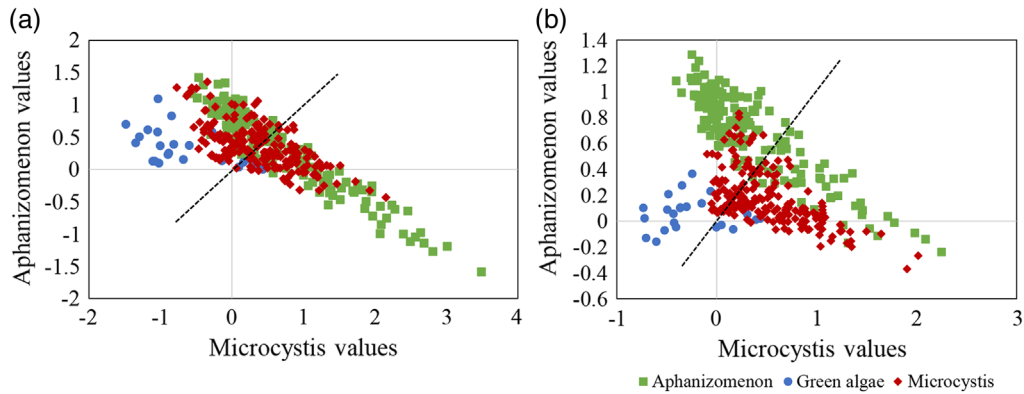 (a)
Aphanizomenon values
2
1.5
1
0.5
0
-0.5
-1
-1.5
-2
-2 -1 0 1 2 3 4
Microcystis values
(b)
Aphanizomenon values
1.4
1.2
1
0.8
0.6
0.4
0.2
0
-0.2
-0.4
-0.6
-1 0 1 2 3
Microcystis values
Aphanizomenon Green algae Microcystis